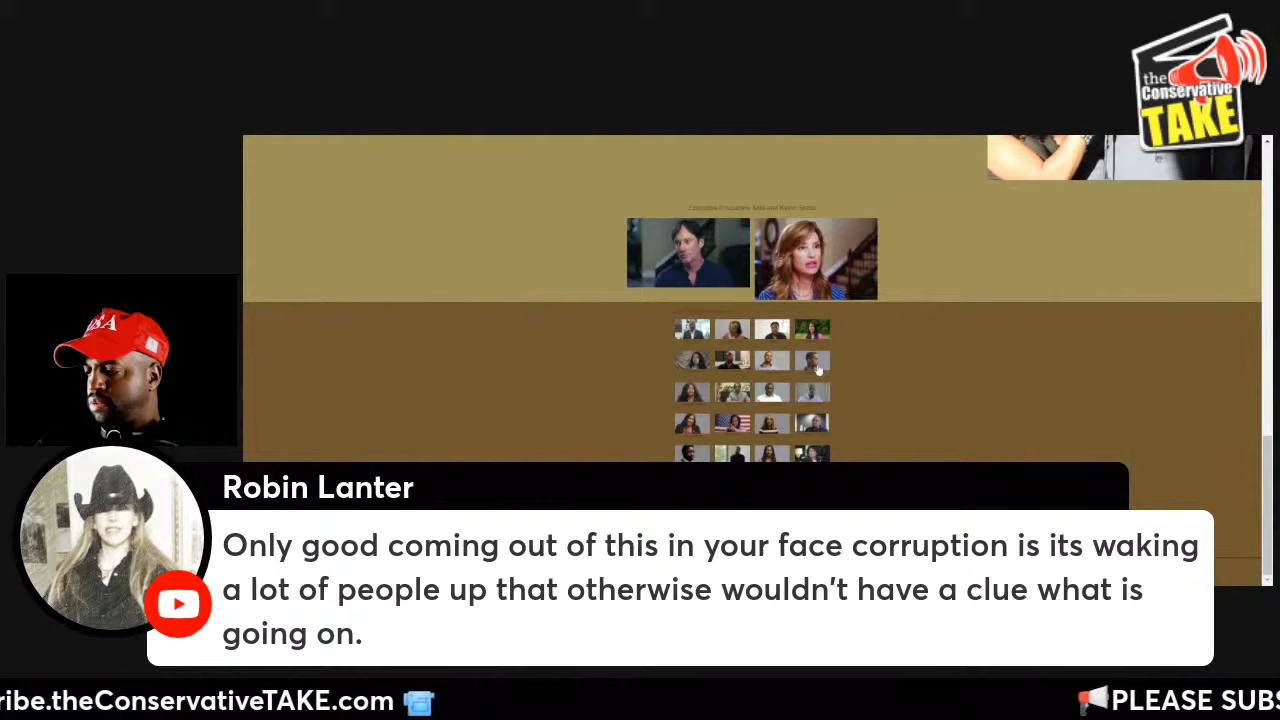 the
Conservative
TAKE
Robin Lanter
Only good coming out of this in your face corruption is its waking
a lot of people up that otherwise wouldn't have a clue what is
going on.
ribe.theConservativeTAKE.com
PLEASE SUBS